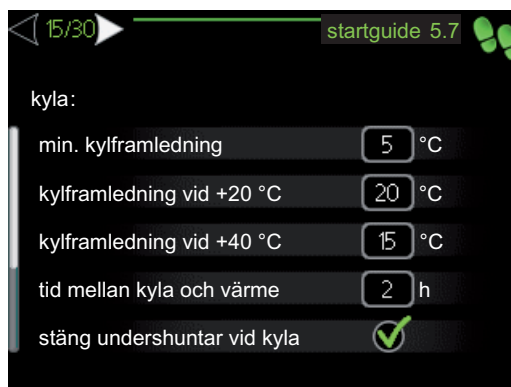 15/30 startguide 5.7
kyla:
min. kylframledning 5 °C
kylframledning vid +20 °C 20 °C
kylframledning vid +40 °C 15 °C
tid mellan kyla och värme 2 h
stäng undershuntar vid kyla